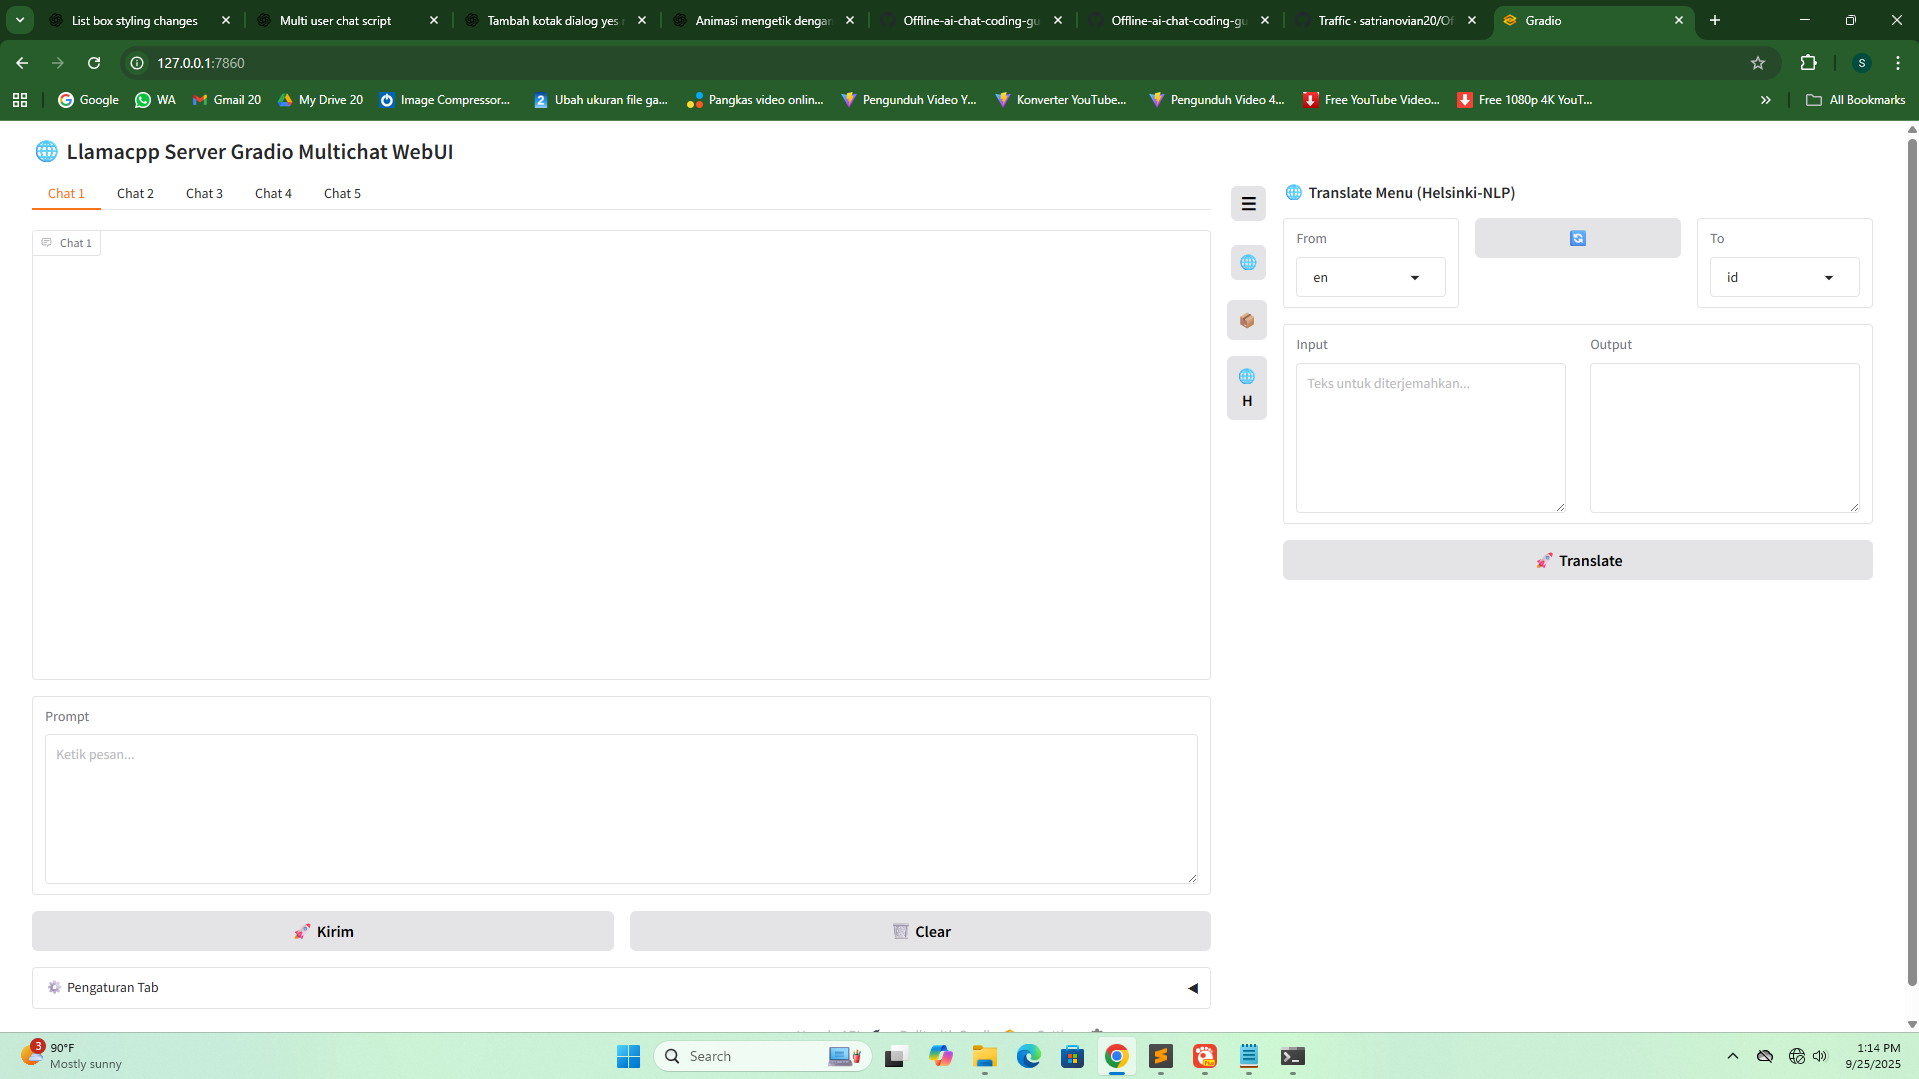 List box styling changes
Multi user chat script
Tambah kotak dialog yes
Animasi mengetik dengan
Offline-ai-chat-coding-gu
Offline-ai-chat-coding-gu
Traffic · satrianovian20/Of
Gradio
127.0.0.1:7860
S
Google
WA
Gmail 20
My Drive 20
Image Compressor...
Ubah ukuran file ga...
Pangkas video onlin...
Pengunduh Video Y...
Konverter YouTube...
Pengunduh Video 4...
Free YouTube Video...
Free 1080p 4K YouT...
All Bookmarks
Llamacpp Server Gradio Multichat WebUI
Chat 1
Chat 2
Chat 3
Chat 4
Chat 5
Chat 1
H
Translate Menu (Helsinki-NLP)
From
en
To
id
Input
Teks untuk diterjemahkan...
Output
Translate
Prompt
Ketik pesan...
Kirim
Clear
Pengaturan Tab
3
90°F
Mostly sunny
Search
1:14 PM
9/25/2025